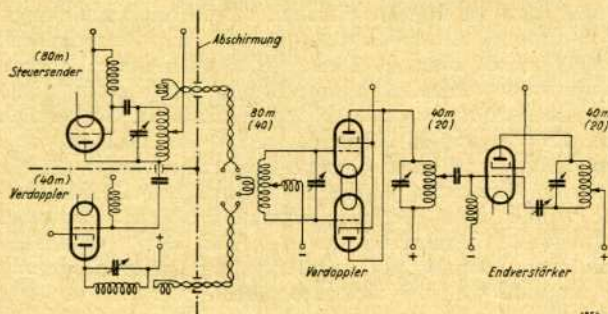 Abschirmung
(80m)
Steuersender
(40m)
Verdoppler
+
80m
(40)
−
Verdoppler
40m
(20)
+
−
Endverstärker
40m
(20)
+